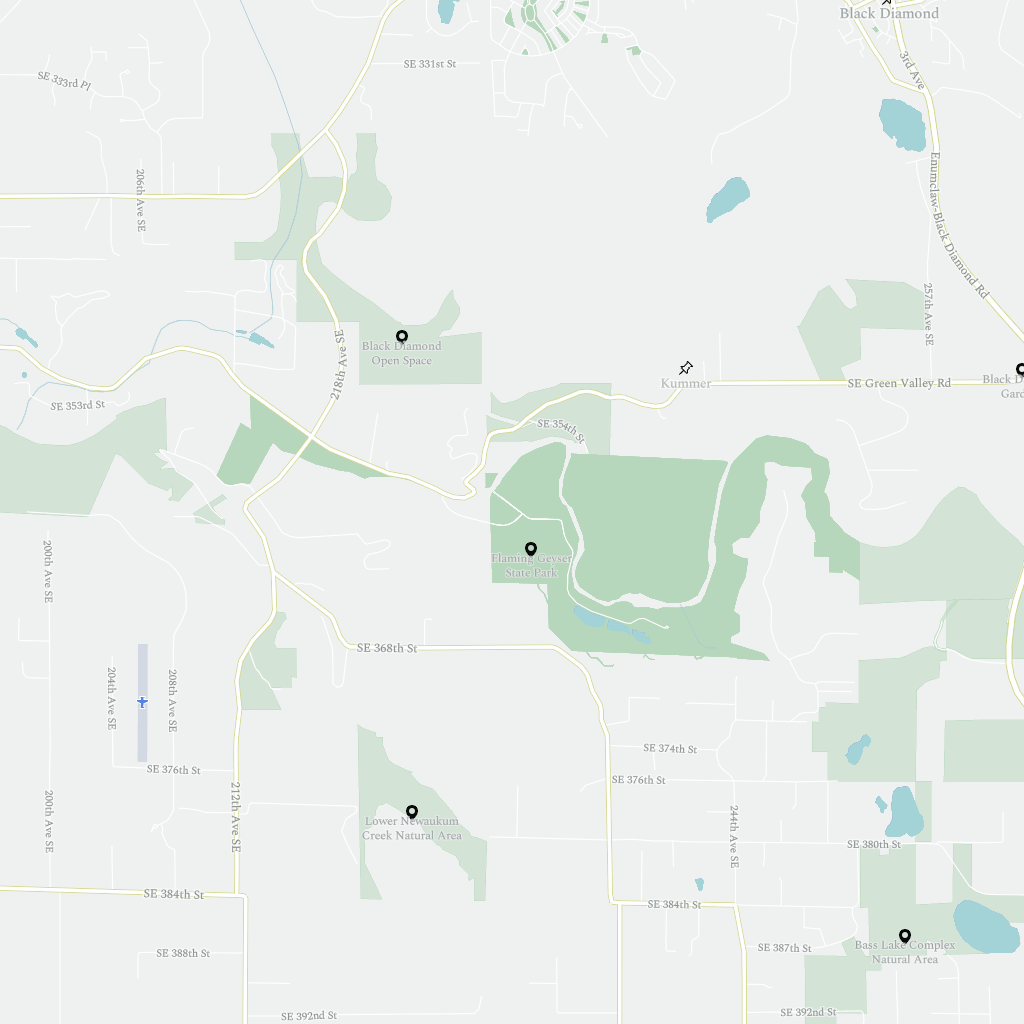 Black Diamond
SE 331st St
3rd Ave
SE 333rd Pl
206th Ave SE
Enumclaw-Black Diamond Rd
257th Ave SE
218th Ave SE
Black Diamond
Open Space
Kummer
SE Green Valley Rd
Black D
Gard
SE 353rd St
SE 354th St
200th Ave SE
Flaming Geyser
State Park
SE 368th St
204th Ave SE
208th Ave SE
SE 374th St
SE 376th St
SE 376th St
200th Ave SE
212th Ave SE
Lower Newaukum
Creek Natural Area
244th Ave SE
SE 380th St
SE 384th St
SE 384th St
SE 388th St
SE 387th St
Bass Lake Complex
Natural Area
SE 392nd St
SE 392nd St